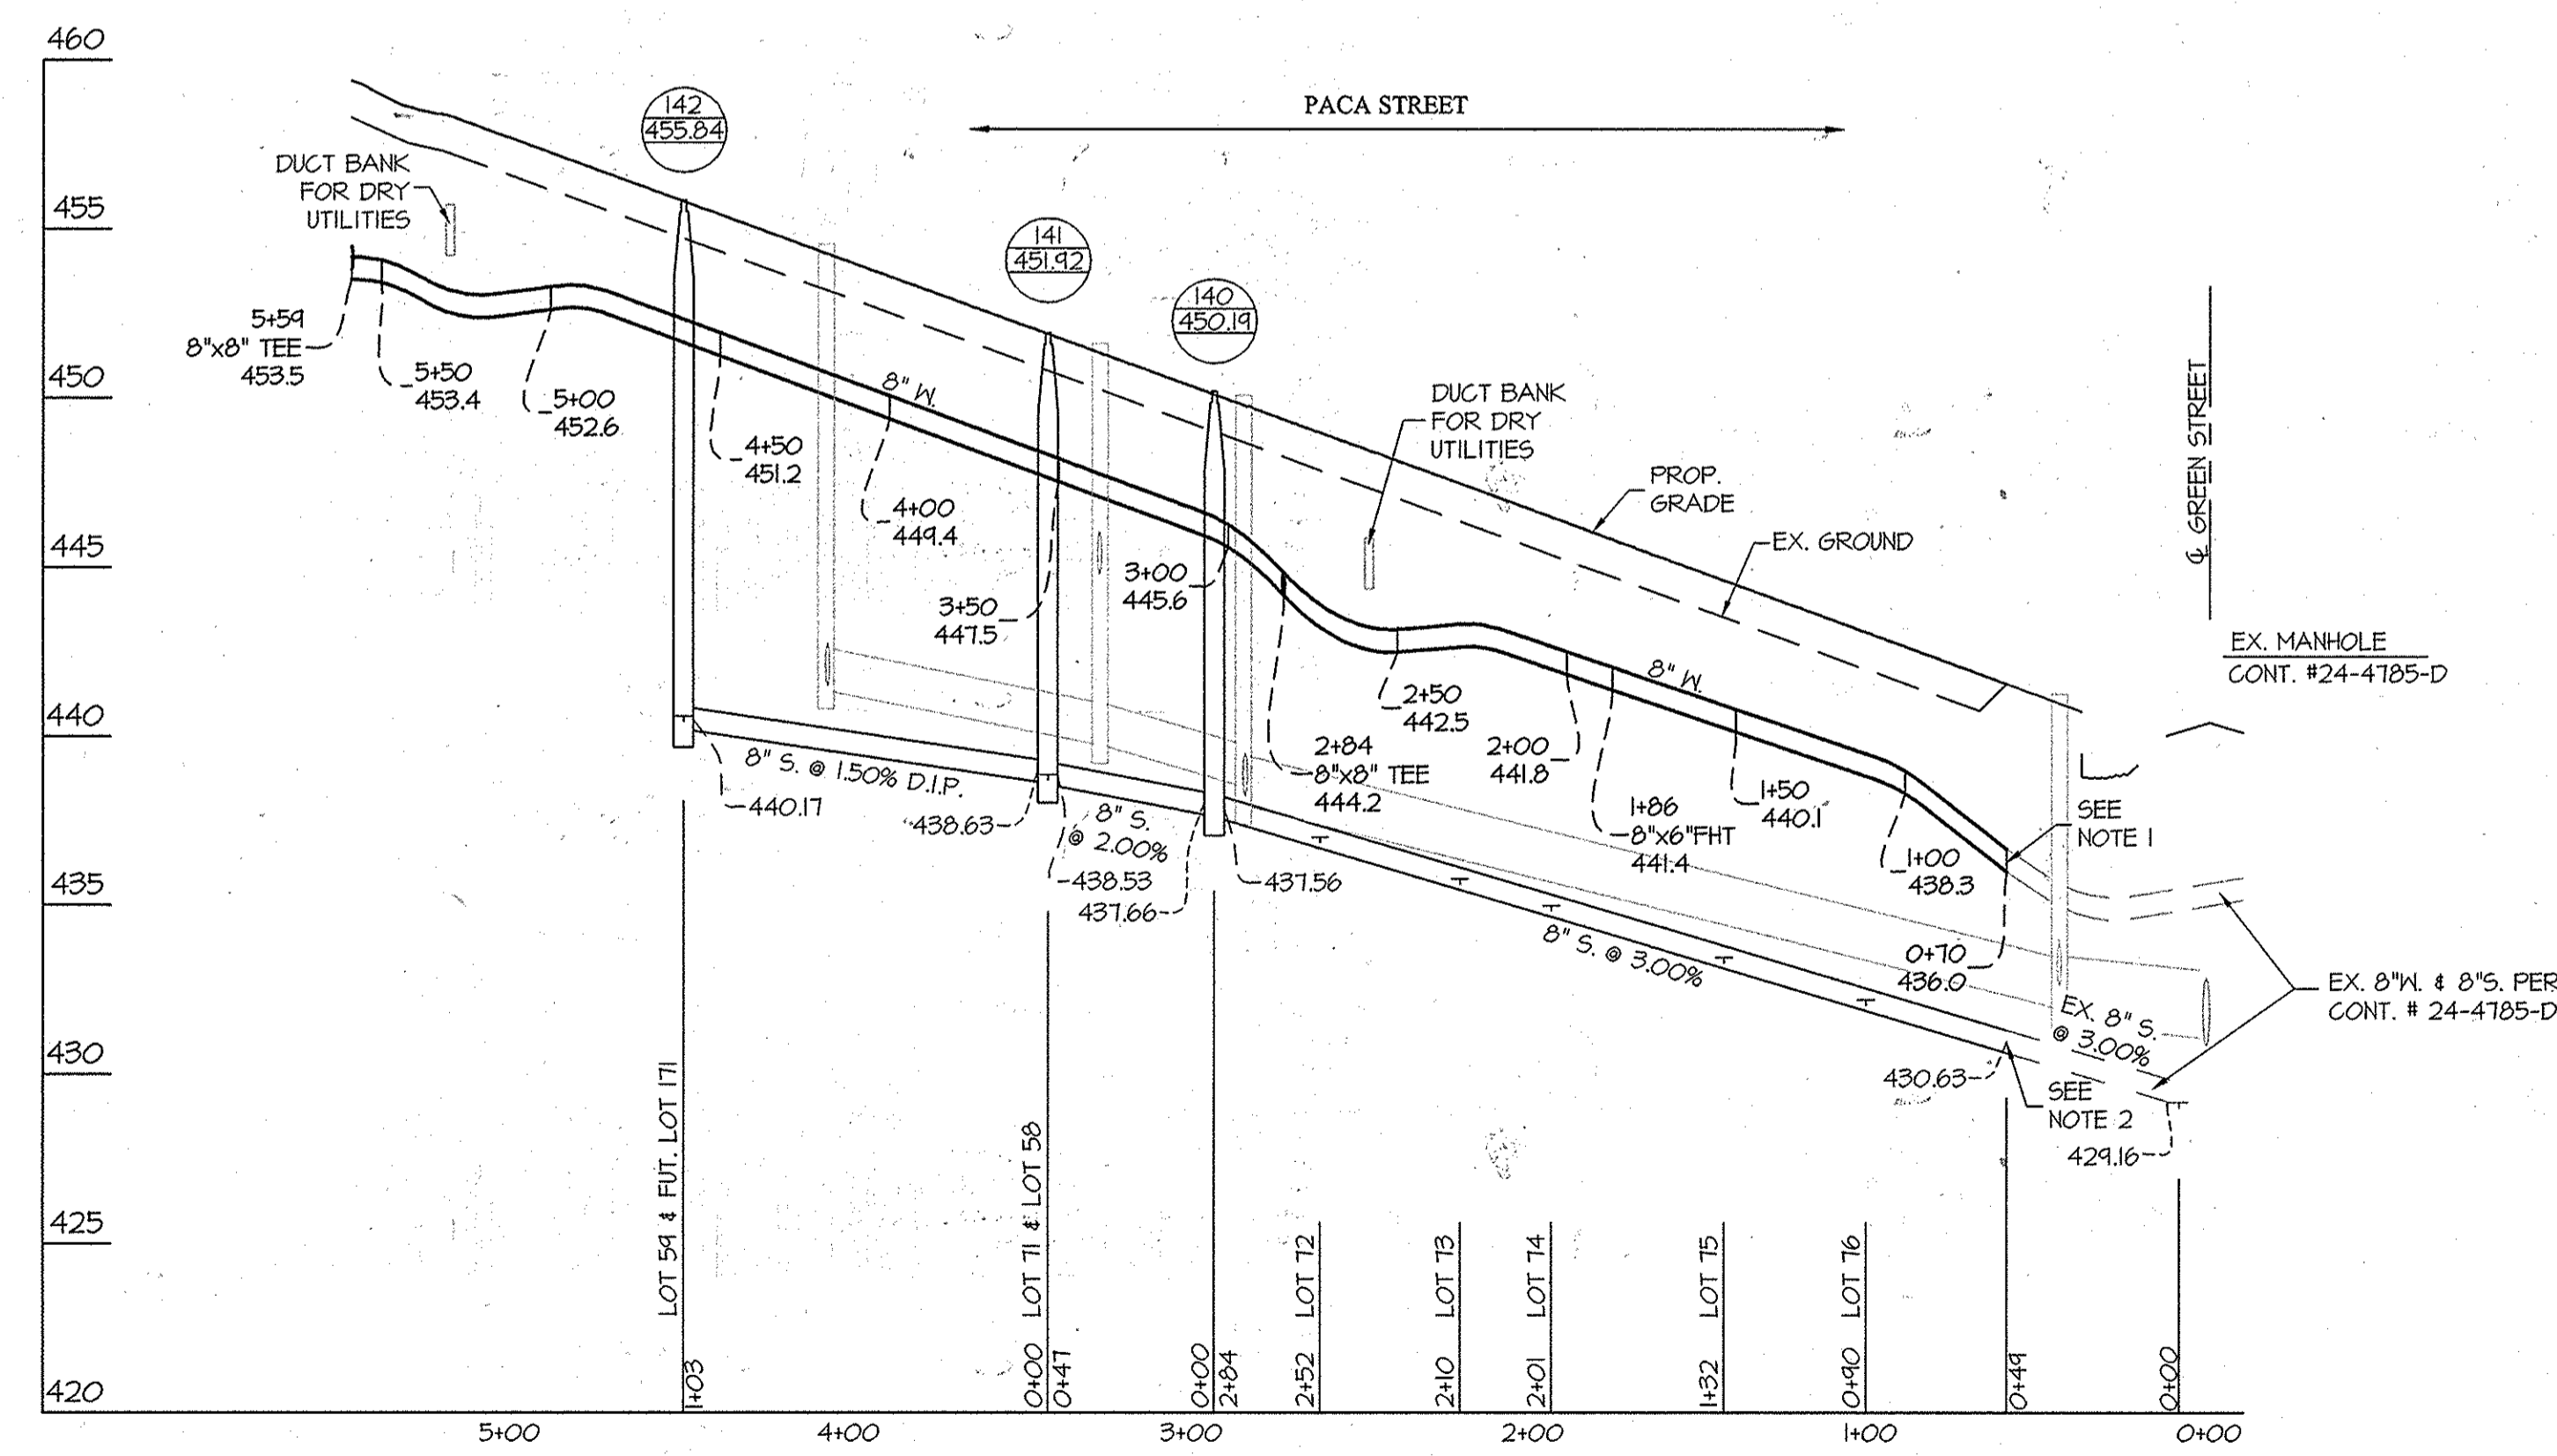 460
455
450
445
440
435
430
425
420
PACA STREET
142
455.84
141
451.92
140
450.19
DUCT BANK
FOR DRY
UTILITIES
5+59
8"x8" TEE
453.5
5+50
453.4
5+00
452.6
4+50
451.2
8" W.
4+00
449.4
3+50
447.5
3+00
445.6
DUCT BANK
FOR DRY
UTILITIES
PROP.
GRADE
EX. GROUND
℄ GREEN STREET
EX. MANHOLE
CONT. #24-4785-D
2+84
8"x8" TEE
444.2
2+50
442.5
2+00
441.8
1+86
8"x6"FHT
441.4
8" W.
1+50
440.1
1+00
438.3
SEE
NOTE 1
0+70
436.0
8" S. @ 1.50% D.I.P.
440.17
438.63
8" S.
@ 2.00%
438.53
437.66
437.56
8" S. @ 3.00%
EX. 8" S.
@ 3.00%
EX. 8"W. & 8"S. PER
CONT. # 24-4785-D
430.63
SEE
NOTE 2
429.16
LOT 59 & FUT. LOT 171
1+03
0+00 LOT 71 & LOT 58
0+47
0+00
2+84
2+52 LOT 72
2+10 LOT 73
2+01 LOT 74
1+32 LOT 75
0+90 LOT 76
0+49
0+00
5+00
4+00
3+00
2+00
1+00
0+00